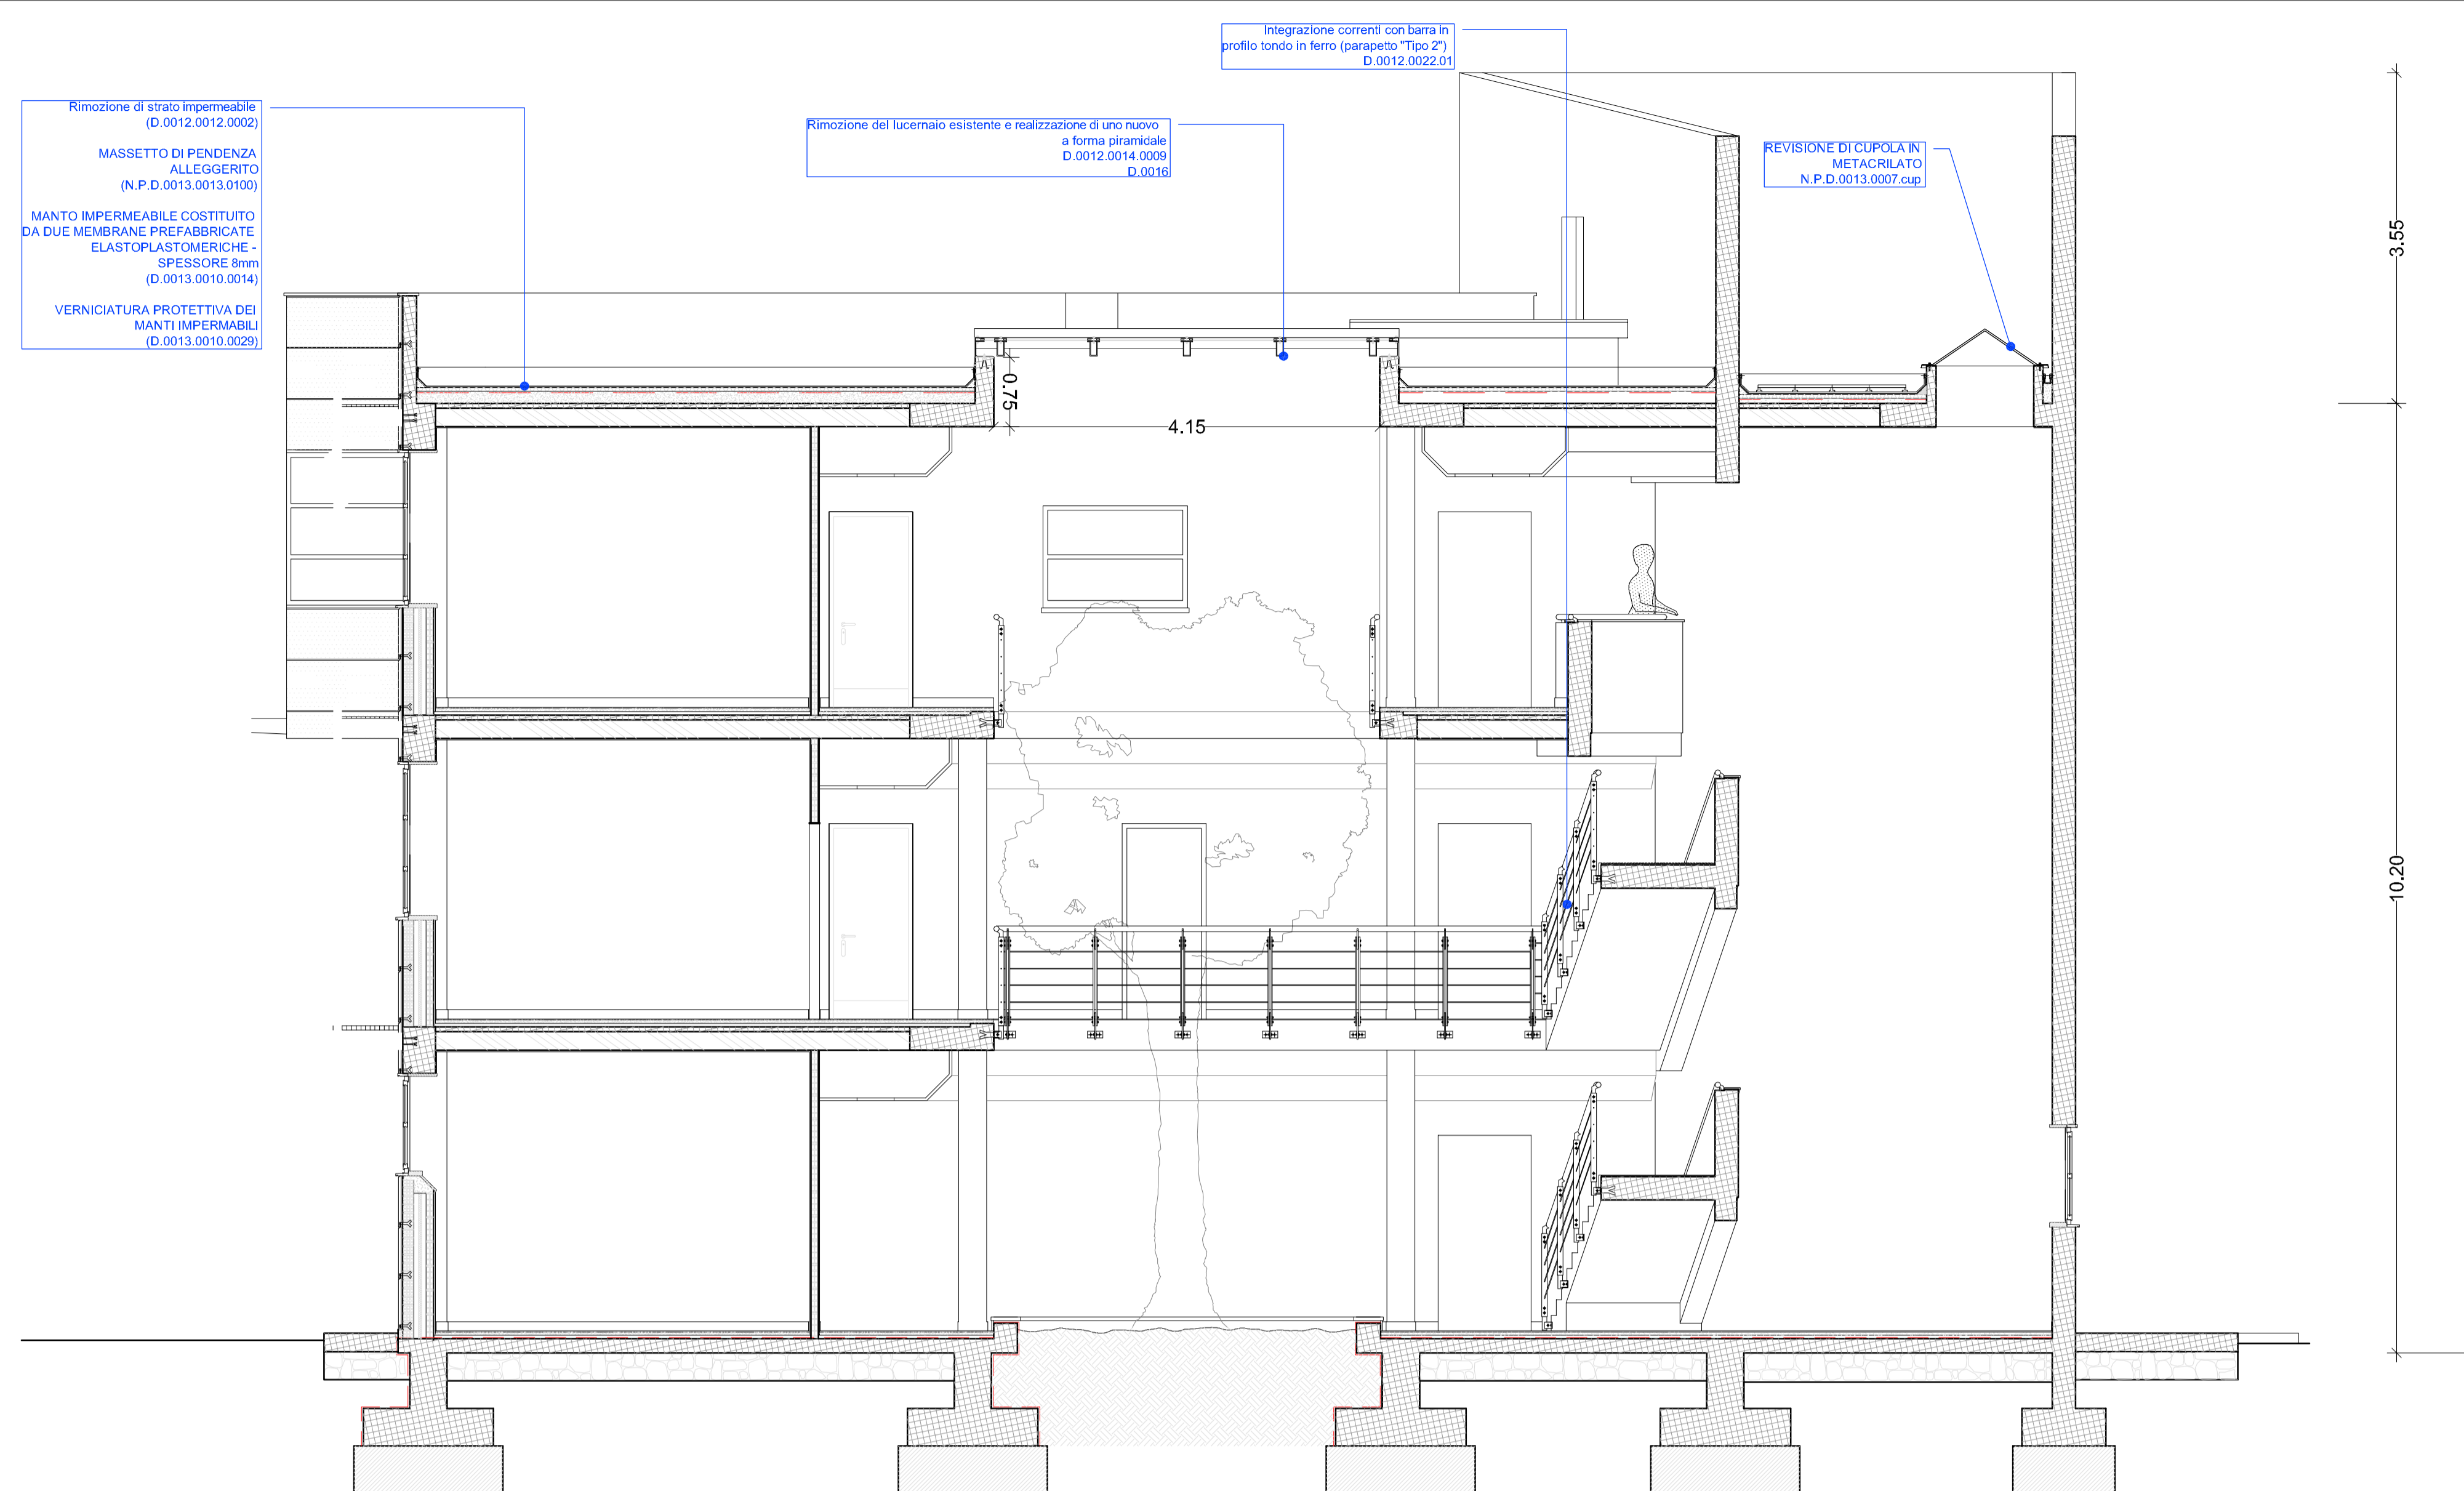 Integrazione correnti con barra in
profilo tondo in ferro (parapetto "Tipo 2")
D.0012.0022.01
Rimozione di strato impermeabile
(D.0012.0012.0002)
MASSETTO DI PENDENZA
ALLEGGERITO
(N.P.D.0013.0013.0100)
MANTO IMPERMEABILE COSTITUITO
DA DUE MEMBRANE PREFABBRICATE
ELASTOPLASTOMERICHE -
SPESSORE 8mm
(D.0013.0010.0014)
VERNICIATURA PROTETTIVA DEI
MANTI IMPERMABILI
(D.0013.0010.0029)
Rimozione del lucernaio esistente e realizzazione di uno nuovo
a forma piramidale
D.0012.0014.0009
D.0016
REVISIONE DI CUPOLA IN
METACRILATO
N.P.D.0013.0007.cup
3.55
0.75
4.15
10.20